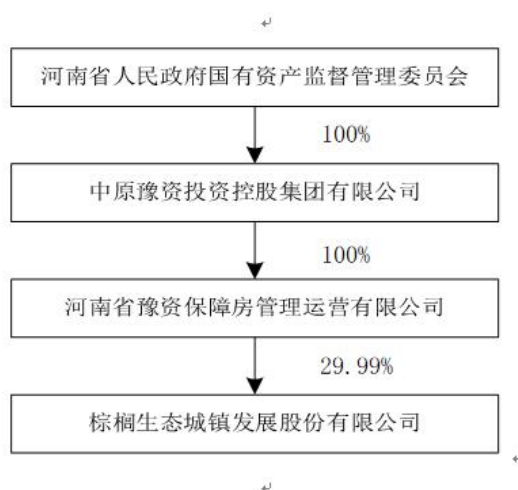 河南省人民政府国有资产监督管理委员会
100%
中原豫资投资控股集团有限公司
100%
河南省豫资保障房管理运营有限公司
29.99%
棕榈生态城镇发展股份有限公司